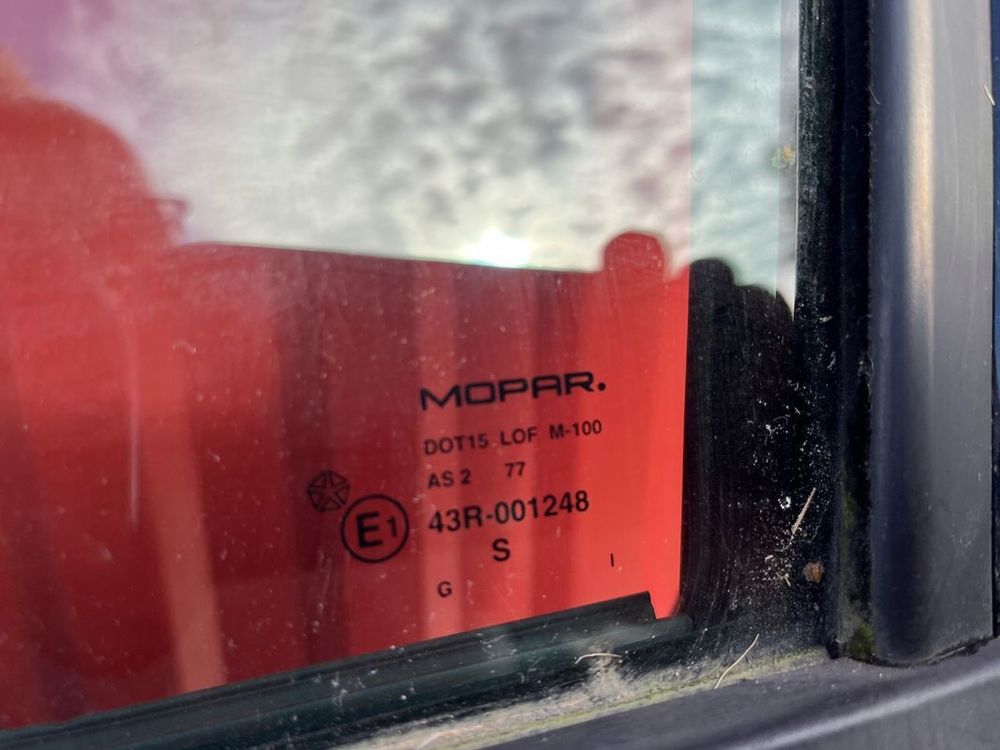 MOPAR.
DOT15 LOF M-100
AS 2 77
E1 43R-001248
S
G I